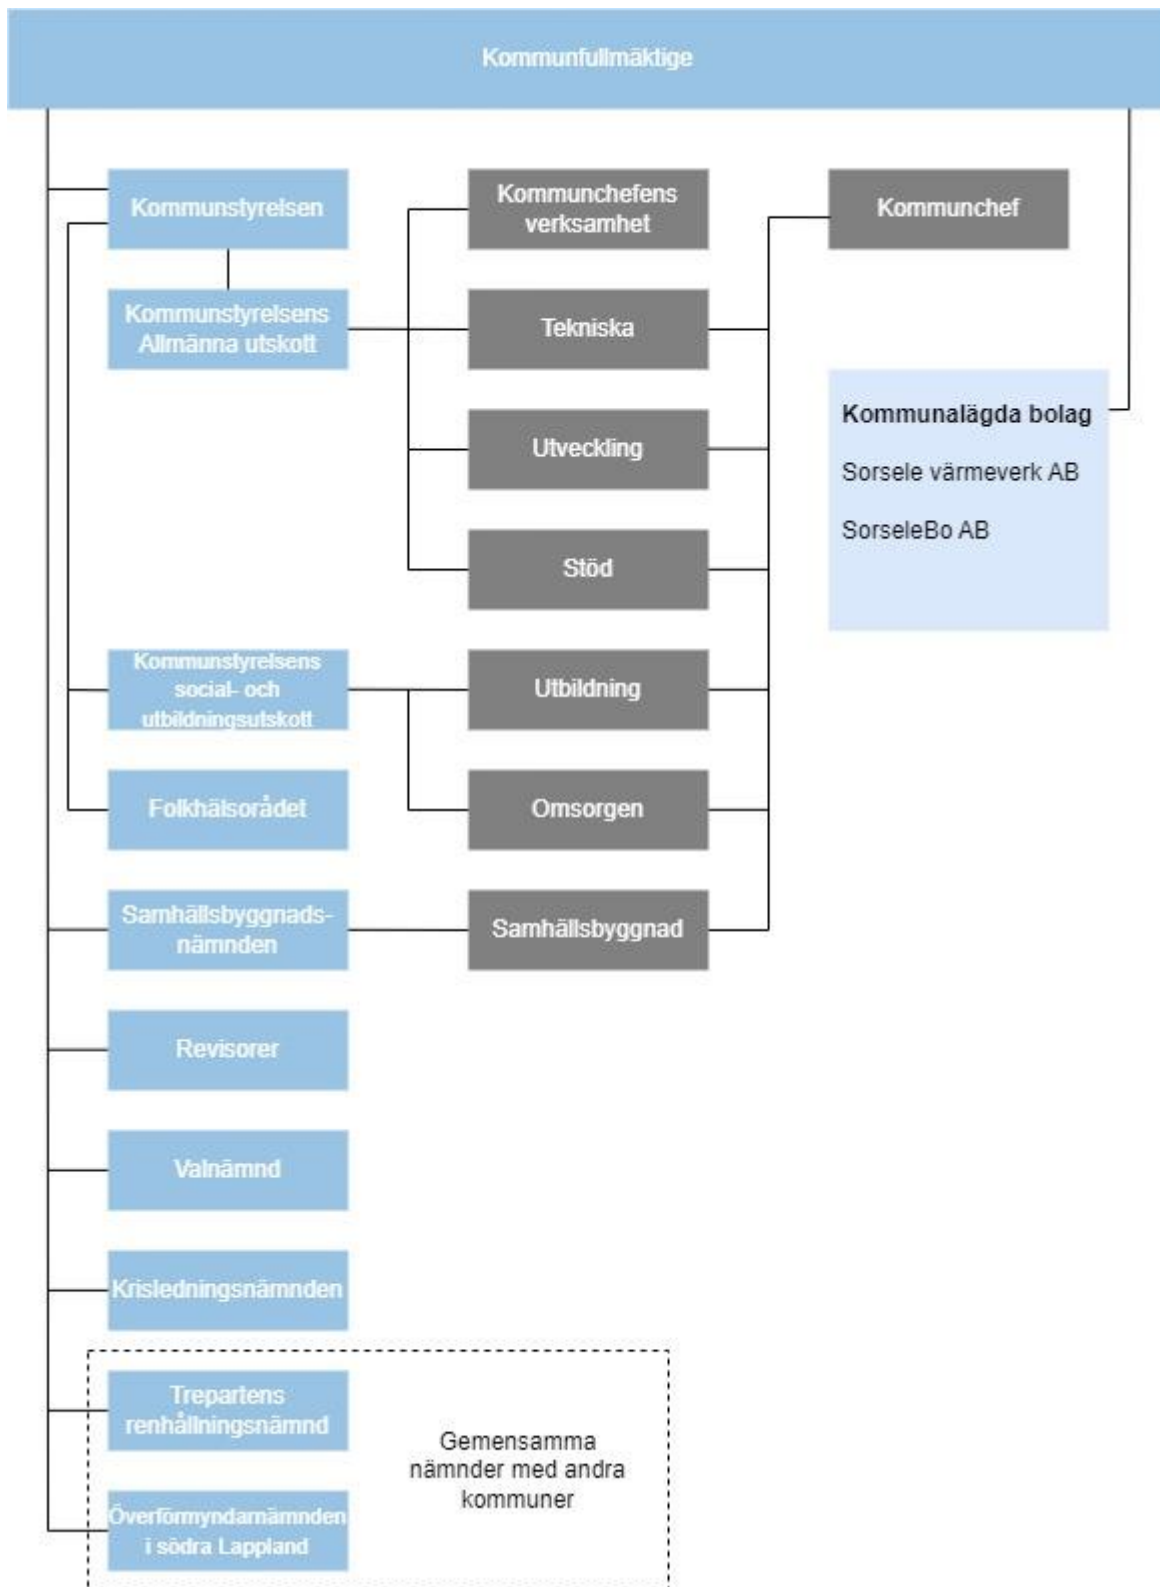 Kommunfullmäktige
Kommunstyrelsen
Kommunchefens
verksamhet
Kommunchef
Kommunstyrelsens
Allmänna utskott
Tekniska
Kommunalägda bolag
Sorsele värmeverk AB
SorseleBo AB
Utveckling
Stöd
Kommunstyrelsens
social- och
utbildningsutskott
Utbildning
Folkhälsorådet
Omsorgen
Samhällsbyggnads-
nämnden
Samhällsbyggnad
Revisorer
Valnämnd
Krisledningsnämnden
Trepartens
renhållningsnämnd
Gemensamma
nämnder med andra
kommuner
Överförmyndarnämnden
i södra Lappland